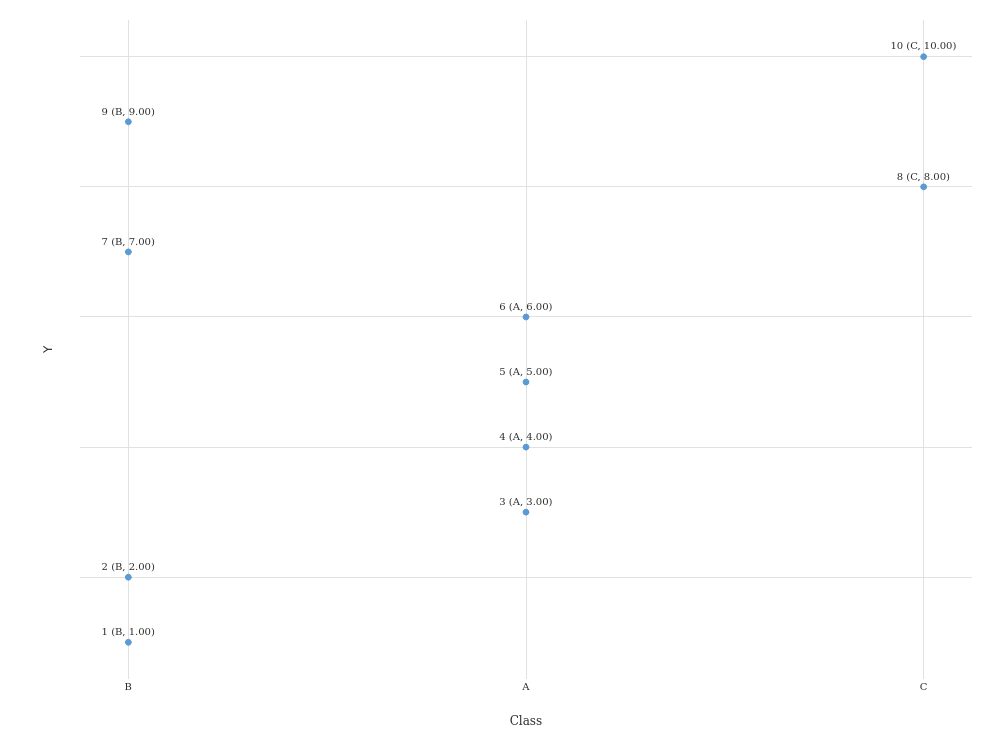 10 (C, 10.00)
9 (B, 9.00)
8 (C, 8.00)
7 (B, 7.00)
6 (A, 6.00)
5 (A, 5.00)
4 (A, 4.00)
3 (A, 3.00)
2 (B, 2.00)
1 (B, 1.00)
Y
B A C
Class